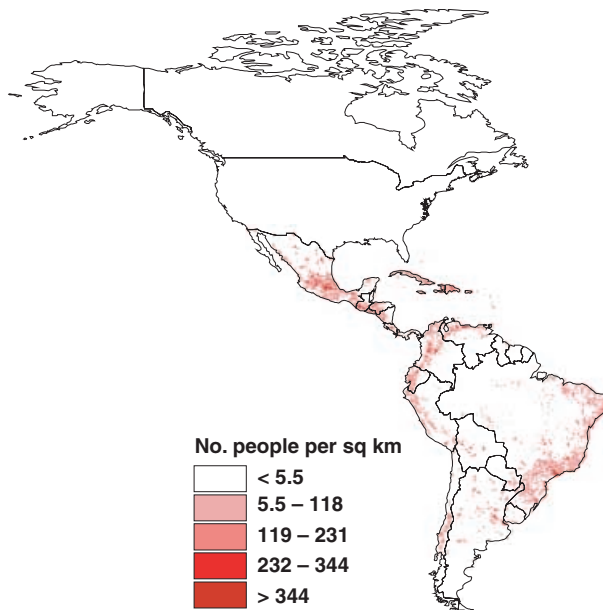 No. people per sq km
< 5.5
5.5 – 118
119 – 231
232 – 344
> 344